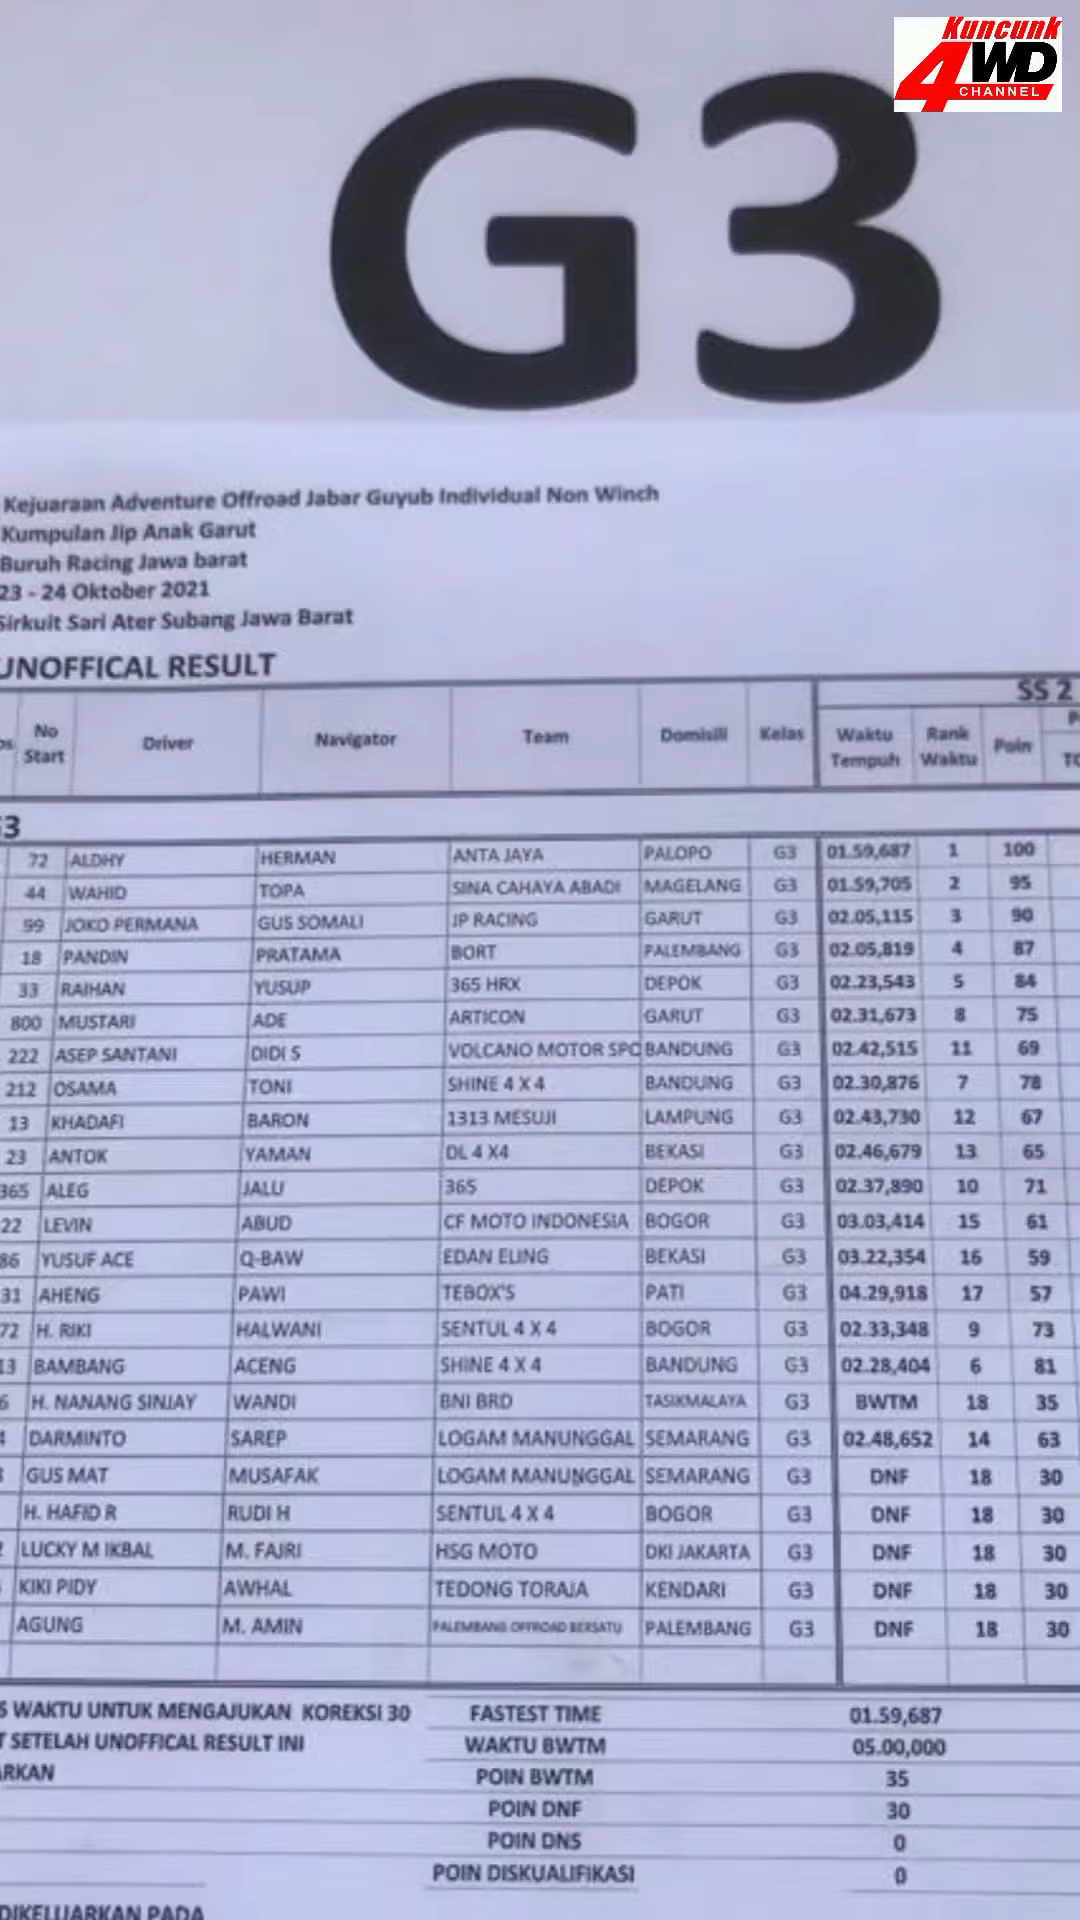 Kuncunk
4WD
CHANNEL
G3
Kejuaraan Adventure Offroad Jabar Guyub Individual Non Winch
Kumpulan Jip Anak Garut
Buruh Racing Jawa barat
23 - 24 Oktober 2021
Sirkuit Sari Ater Subang Jawa Barat
UNOFFICAL RESULT
SS 2
No Start Driver Navigator Team Domisili Kelas Waktu Tempuh Rank Waktu Poin
G3
72 ALDHY HERMAN ANTA JAYA PALOPO G3 01.59,687 1 100
44 WAHID TOPA SINA CAHAYA ABADI MAGELANG G3 01.59,705 2 95
99 JOKO PERMANA GUS SOMALI JP RACING GARUT G3 02.05,115 3 90
18 PANDIN PRATAMA BORT PALEMBANG G3 02.05,819 4 87
33 RAIHAN YUSUP 365 HRX DEPOK G3 02.23,543 5 84
800 MUSTARI ADE ARTICON GARUT G3 02.31,673 8 75
222 ASEP SANTANI DIDI S VOLCANO MOTOR SPO BANDUNG G3 02.42,515 11 69
212 OSAMA TONI SHINE 4 X 4 BANDUNG G3 02.30,876 7 78
13 KHADAFI BARON 1313 MESUJI LAMPUNG G3 02.43,730 12 67
23 ANTOK YAMAN DL 4 X4 BEKASI G3 02.46,679 13 65
365 ALEG JALU 365 DEPOK G3 02.37,890 10 71
22 LEVIN ABUD CF MOTO INDONESIA BOGOR G3 03.03,414 15 61
86 YUSUF ACE Q-BAW EDAN ELING BEKASI G3 03.22,354 16 59
31 AHENG PAWI TEBOX'S PATI G3 04.29,918 17 57
72 H. RIKI HALWANI SENTUL 4 X 4 BOGOR G3 02.33,348 9 73
13 BAMBANG ACENG SHINE 4 X 4 BANDUNG G3 02.28,404 6 81
6 H. NANANG SINJAY WANDI BNI BRD TASIKMALAYA G3 BWTM 18 35
4 DARMINTO SAREP LOGAM MANUNGGAL SEMARANG G3 02.48,652 14 63
GUS MAT MUSAFAK LOGAM MANUNGGAL SEMARANG G3 DNF 18 30
H. HAFID R RUDI H SENTUL 4 X 4 BOGOR G3 DNF 18 30
LUCKY M IKBAL M. FAJRI HSG MOTO DKI JAKARTA G3 DNF 18 30
KIKI PIDY AWHAL TEDONG TORAJA KENDARI G3 DNF 18 30
AGUNG M. AMIN PALEMBANG OFFROAD BERSATU PALEMBANG G3 DNF 18 30
S WAKTU UNTUK MENGAJUKAN KOREKSI 30 FASTEST TIME 01.59,687
T SETELAH UNOFFICAL RESULT INI WAKTU BWTM 05.00,000
ARKAN POIN BWTM 35
POIN DNF 30
POIN DNS 0
POIN DISKUALIFIKASI 0
DIKELUARKAN PADA